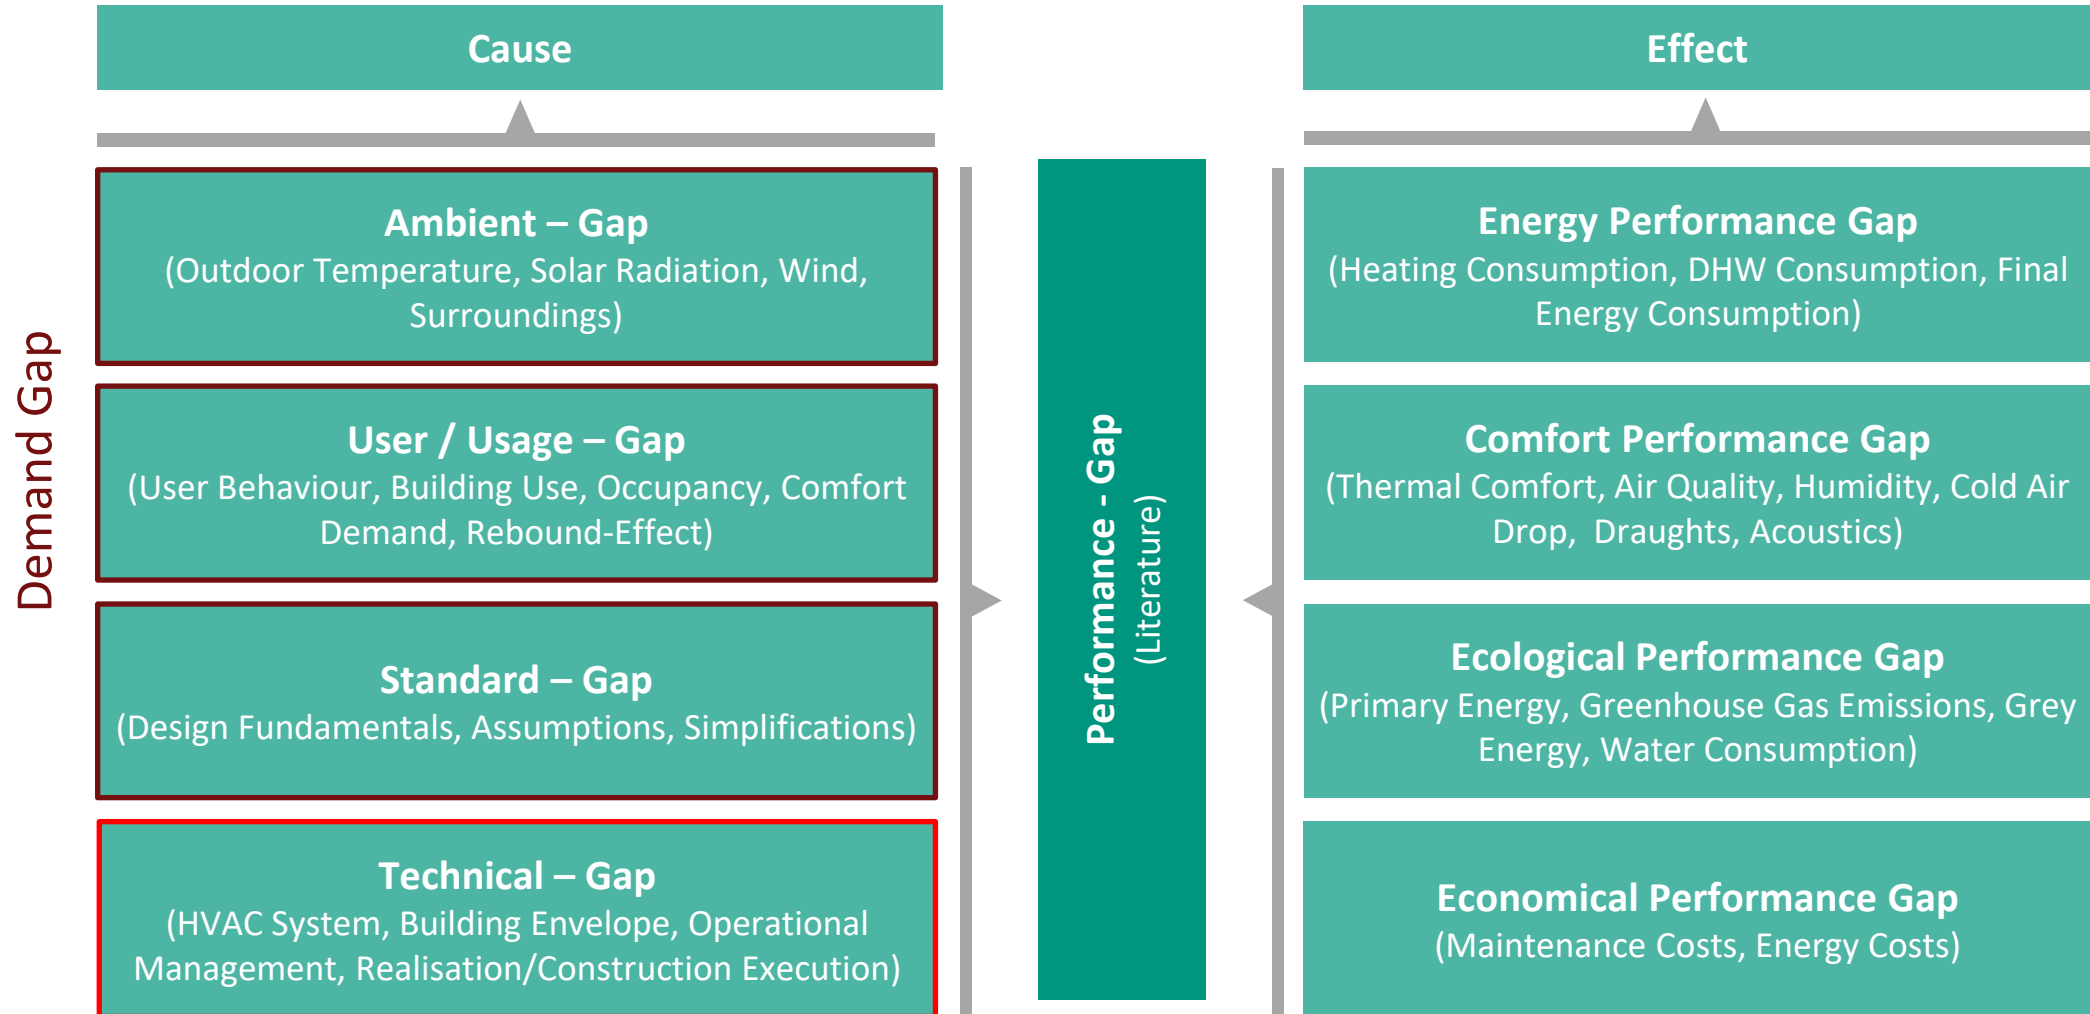 Cause
Effect
Demand Gap
Ambient – Gap
(Outdoor Temperature, Solar Radiation, Wind,
Surroundings)
User / Usage – Gap
(User Behaviour, Building Use, Occupancy, Comfort
Demand, Rebound-Effect)
Standard – Gap
(Design Fundamentals, Assumptions, Simplifications)
Technical – Gap
(HVAC System, Building Envelope, Operational
Management, Realisation/Construction Execution)
Performance - Gap
(Literature)
Energy Performance Gap
(Heating Consumption, DHW Consumption, Final
Energy Consumption)
Comfort Performance Gap
(Thermal Comfort, Air Quality, Humidity, Cold Air
Drop,  Draughts, Acoustics)
Ecological Performance Gap
(Primary Energy, Greenhouse Gas Emissions, Grey
Energy, Water Consumption)
Economical Performance Gap
(Maintenance Costs, Energy Costs)